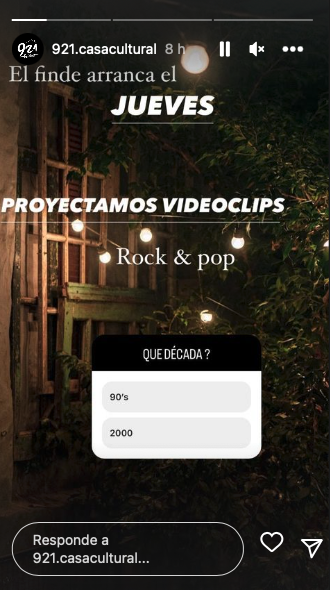 921
921.casacultural 8 h
El finde arranca el
JUEVES
PROYECTAMOS VIDEOCLIPS
Rock & pop
QUE DÉCADA ?
90's
2000
Responde a
921.casacultural...